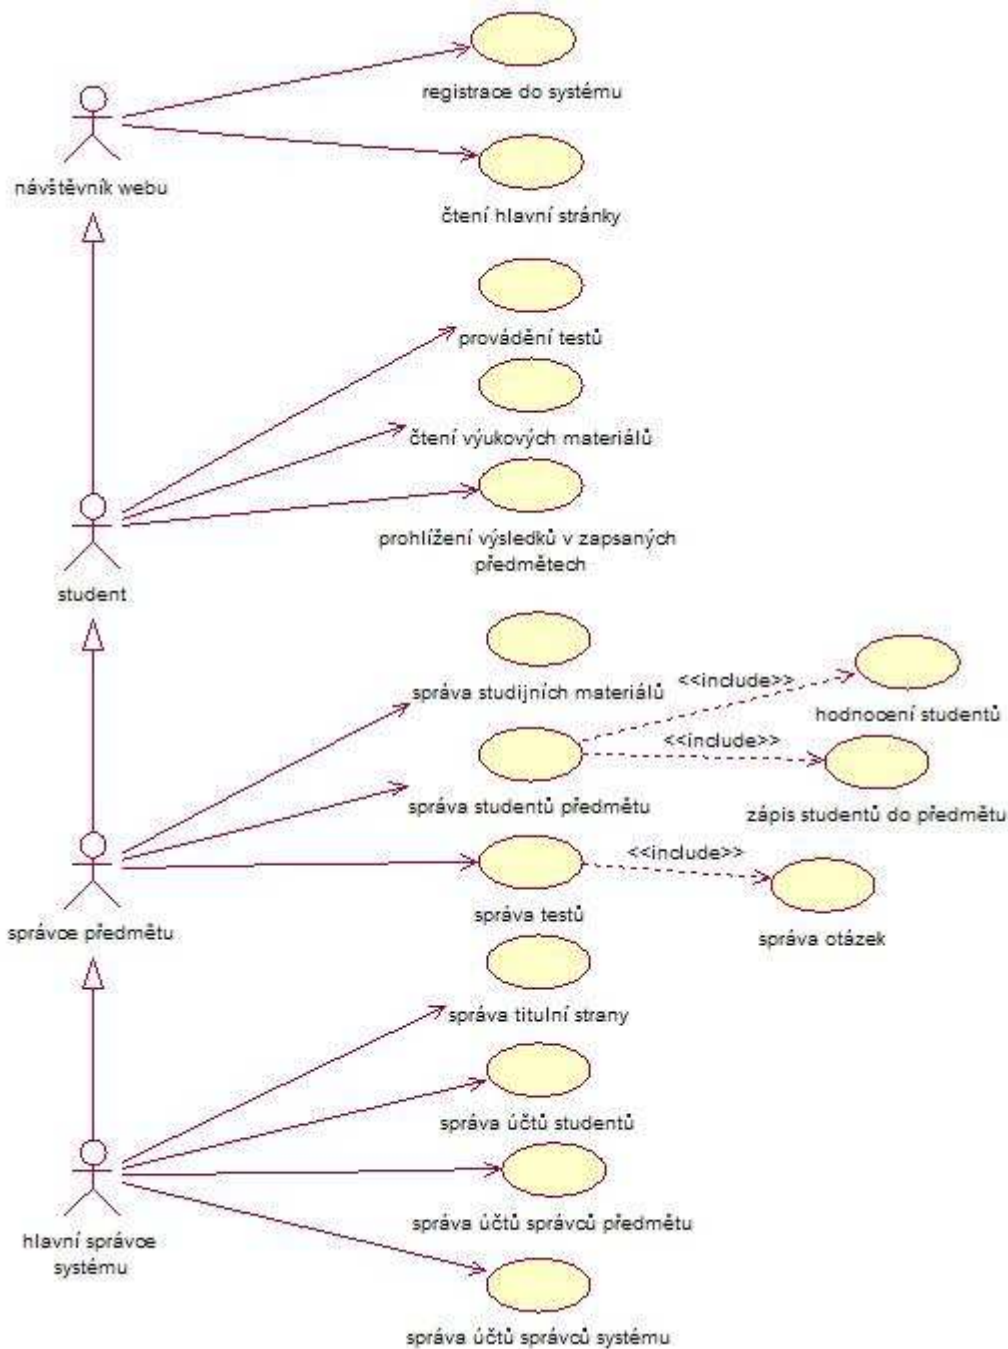 registrace do systému
návštěvník webu
čtení hlavní stránky
provádění testů
čtení výukových materiálů
prohlížení výsledků v zapsaných
předmětech
student
správa studijních materiálů
<<include>>
hodnocení studentů
<<include>>
správa studentů předmětu
zápis studentů do předmětu
<<include>>
správa testů
správce předmětu
správa otázek
správa titulní strany
správa účtů studentů
správa účtů správců předmětu
hlavní správce
systému
správa účtů správců systému